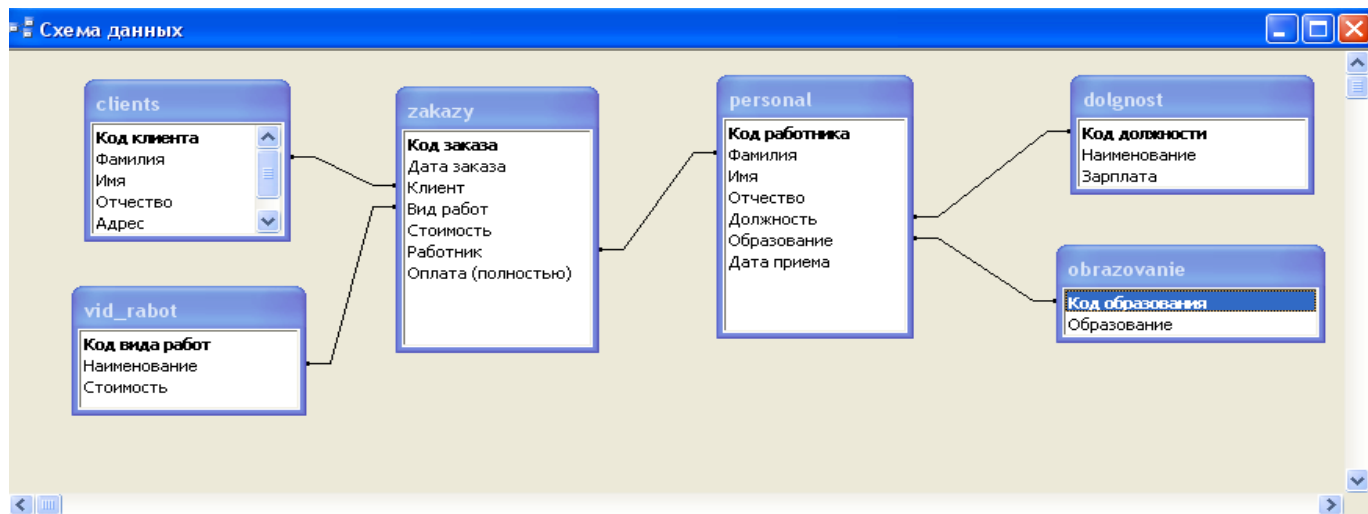 Схема данных
clients
Код клиента
Фамилия
Имя
Отчество
Адрес
zakazy
Код заказа
Дата заказа
Клиент
Вид работ
Стоимость
Работник
Оплата (полностью)
personal
Код работника
Фамилия
Имя
Отчество
Должность
Образование
Дата приема
dolgnost
Код должности
Наименование
Зарплата
vid_rabot
Код вида работ
Наименование
Стоимость
obrazovanie
Код образования
Образование